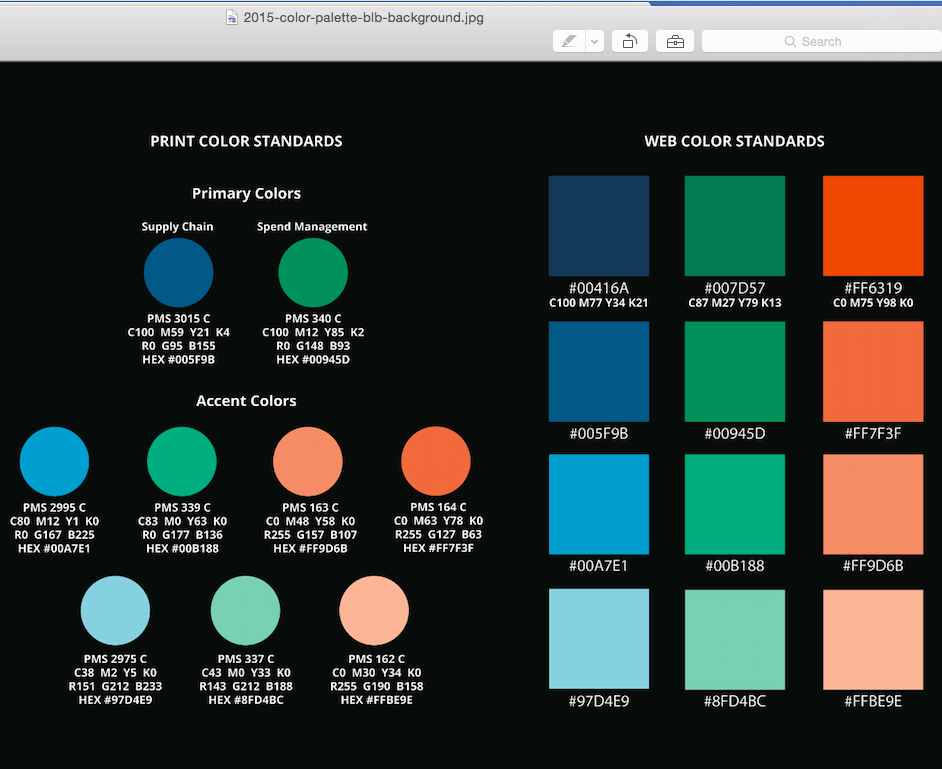 2015-color-palette-blb-background.jpg
Search
PRINT COLOR STANDARDS
Primary Colors
Supply Chain
PMS 3015 C
C100 M59 Y21 K4
R0 G95 B155
HEX #005F9B
Spend Management
PMS 340 C
C100 M12 Y85 K2
R0 G148 B93
HEX #00945D
Accent Colors
PMS 2995 C
C80 M12 Y1 K0
R0 G167 B225
HEX #00A7E1
PMS 339 C
C83 M0 Y63 K0
R0 G177 B136
HEX #00B188
PMS 163 C
C0 M48 Y58 K0
R255 G157 B107
HEX #FF9D6B
PMS 164 C
C0 M63 Y78 K0
R255 G127 B63
HEX #FF7F3F
PMS 2975 C
C38 M2 Y5 K0
R151 G212 B233
HEX #97D4E9
PMS 337 C
C43 M0 Y33 K0
R143 G212 B188
HEX #8FD4BC
PMS 162 C
C0 M30 Y34 K0
R255 G190 B158
HEX #FFBE9E
WEB COLOR STANDARDS
#00416A
C100 M77 Y34 K21
#007D57
C87 M27 Y79 K13
#FF6319
C0 M75 Y98 K0
#005F9B
#00945D
#FF7F3F
#00A7E1
#00B188
#FF9D6B
#97D4E9
#8FD4BC
#FFBE9E